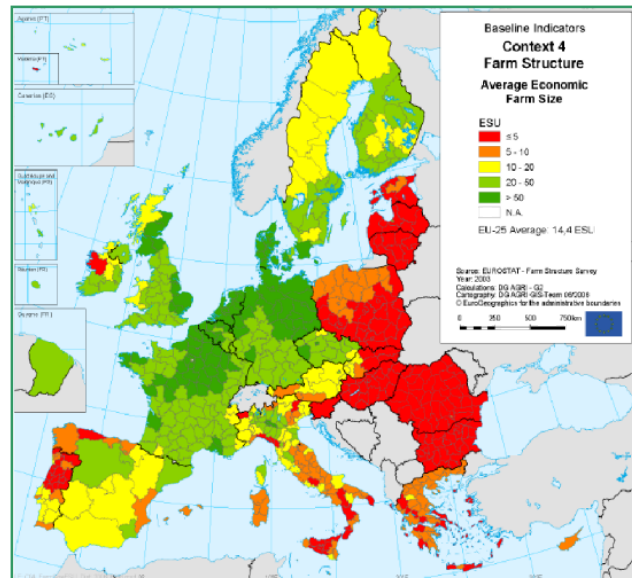 Açores (PT)
Madeira (PT)
Canarias (ES)
Guadeloupe and
Martinique (FR)
Réunion (FR)
Guyane (FR)
Baseline Indicators
Context 4
Farm Structure
Average Economic
Farm Size
ESU
≤ 5
5 - 10
10 - 20
20 - 50
> 50
N.A.
EU-25 Average: 14,4 ESU
Source: EUROSTAT - Farm Structure Survey
Year: 2003
Calculations: DG AGRI - G2
Cartography: DG AGRI GIS-Team 06/2006
© EuroGeographics for the administrative boundaries
0 250 500 750km